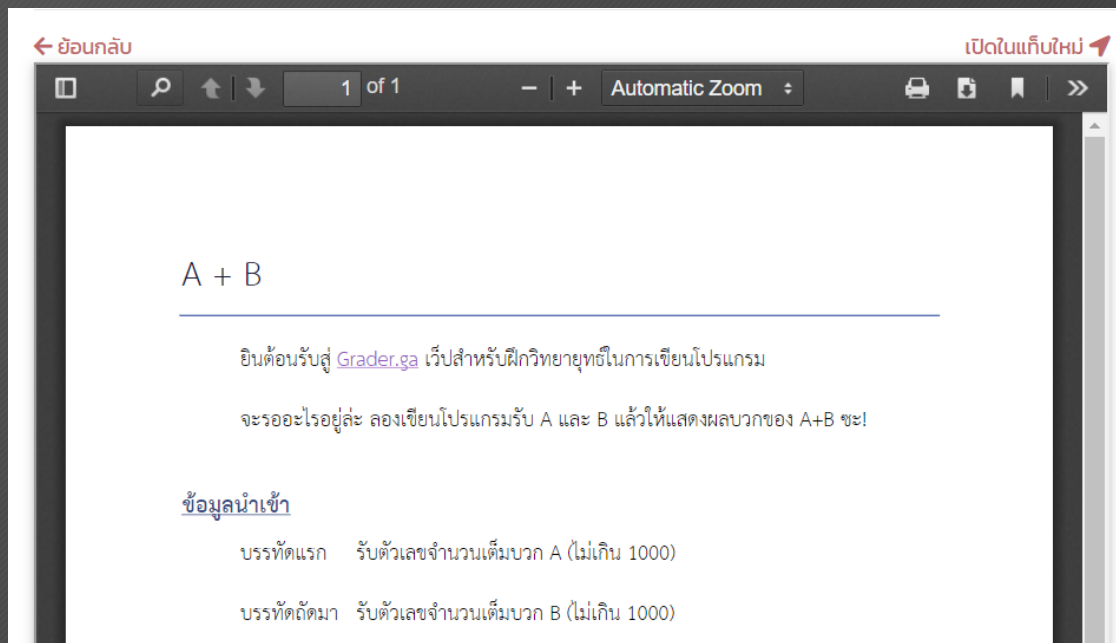 ย้อนกลับ เปิดในแท็บใหม่
1 of 1 Automatic Zoom
A + B
ยินต้อนรับสู่ Grader.ga เว็ปสำหรับฝึกวิทยายุทธ์ในการเขียนโปรแกรม
จะรออะไรอยู่ล่ะ ลองเขียนโปรแกรมรับ A และ B แล้วให้แสดงผลบวกของ A+B ซะ!
ข้อมูลนำเข้า
บรรทัดแรก รับตัวเลขจำนวนเต็มบวก A (ไม่เกิน 1000)
บรรทัดถัดมา รับตัวเลขจำนวนเต็มบวก B (ไม่เกิน 1000)